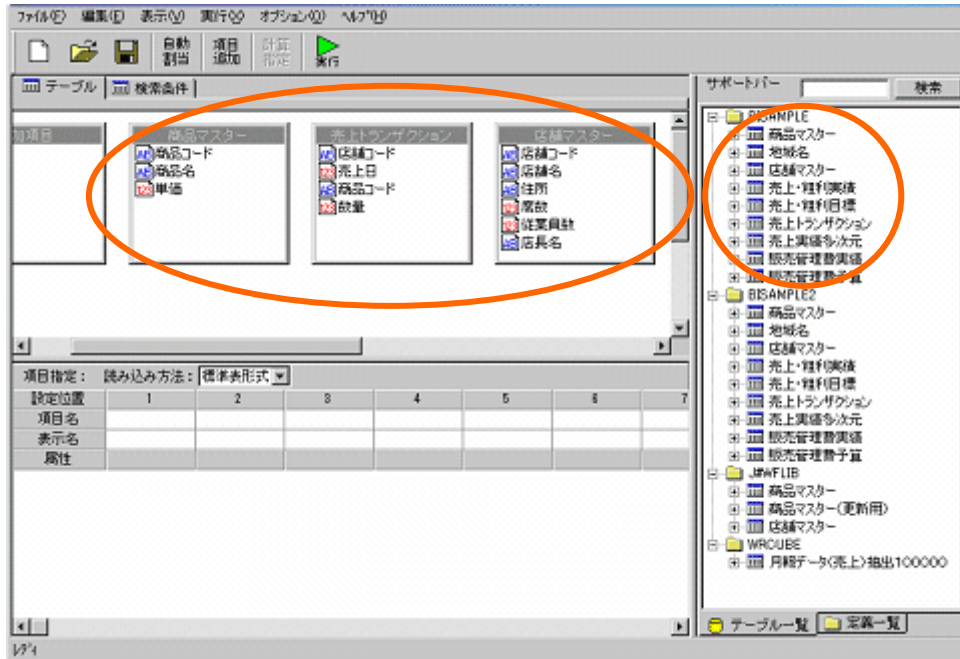 ファイル(F) 編集(E) 表示(V) 実行(X) オプション(O) ヘルプ(H)
自動割当 項目追加 計算指定 実行
テーブル 検索条件
加項目
商品マスター
商品コード
商品名
単価
売上トランザクション
店舗コード
売上日
商品コード
数量
店舗マスター
店舗コード
店舗名
住所
席数
従業員数
店長名
項目指定： 読み込み方法： 標準表形式
設定位置 1 2 3 4 5 6 7
項目名
表示名
属性
サポートバー 検索
BISAMPLE
商品マスター
地域名
店舗マスター
売上・粗利実績
売上・粗利目標
売上トランザクション
売上実績多次元
販売管理費実績
販売管理費予算
BISAMPLE2
商品マスター
地域名
店舗マスター
売上・粗利実績
売上・粗利目標
売上トランザクション
売上実績多次元
販売管理費実績
販売管理費予算
J#WFLIB
商品マスター
商品マスター(更新用)
店舗マスター
WRCUBE
月報データ(売上)抽出100000
テーブル一覧 定義一覧
レディ